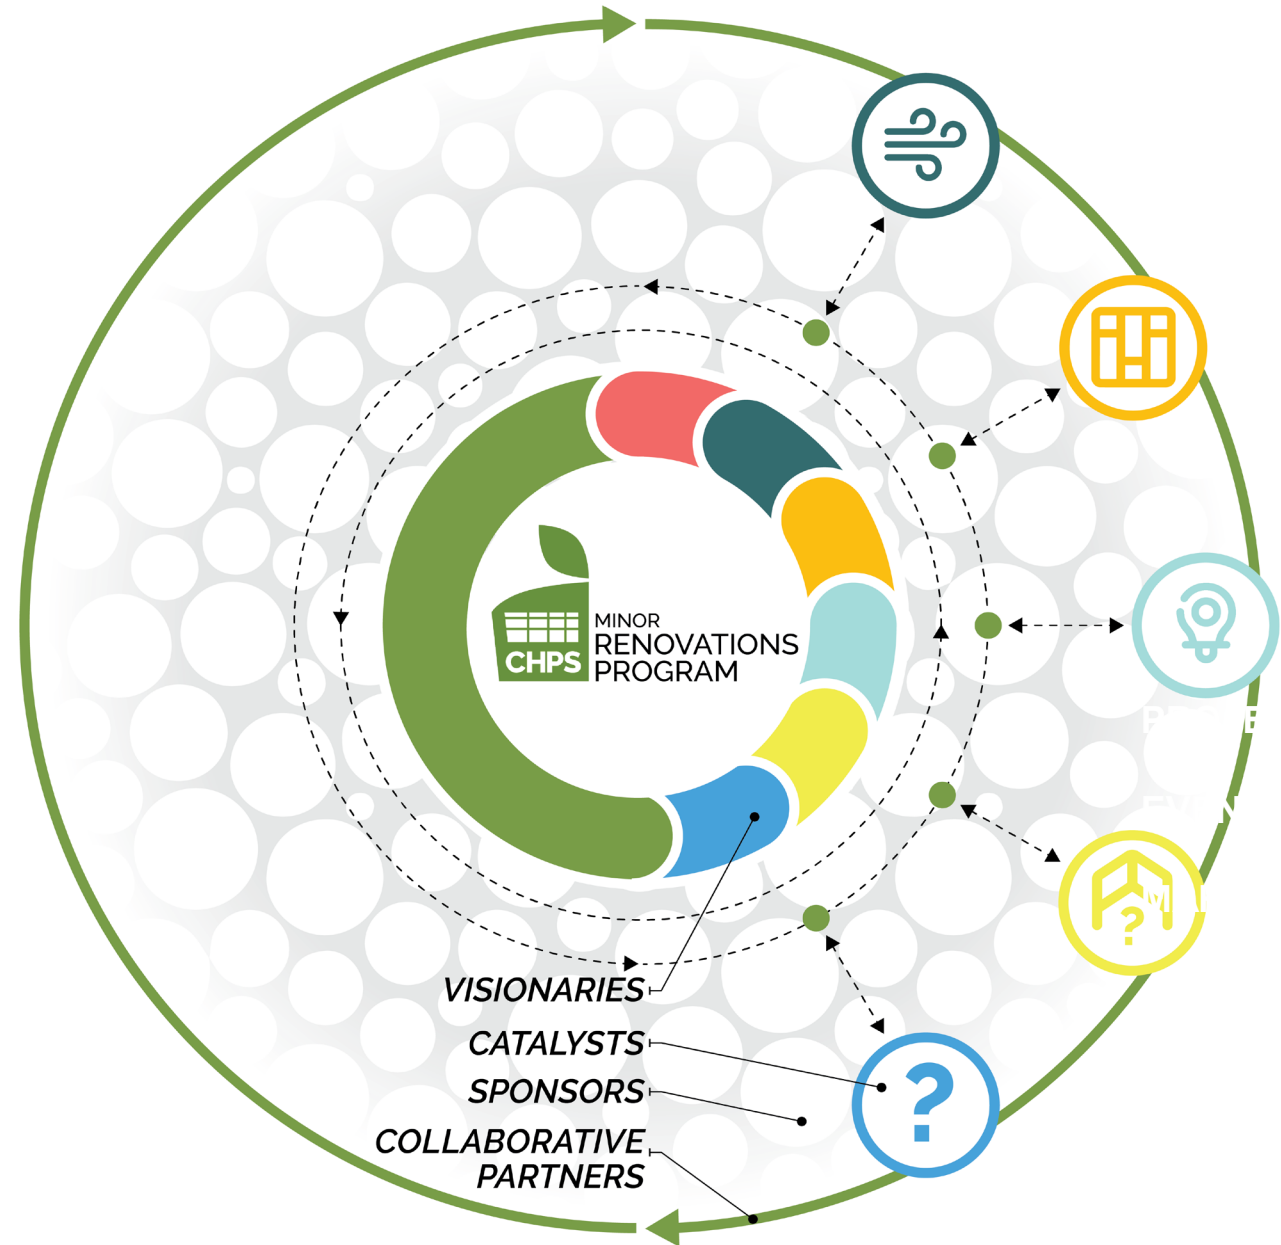 MINOR
RENOVATIONS
CHPS
PROGRAM
VISIONARIES
CATALYSTS
SPONSORS
COLLABORATIVE
PARTNERS
?
?